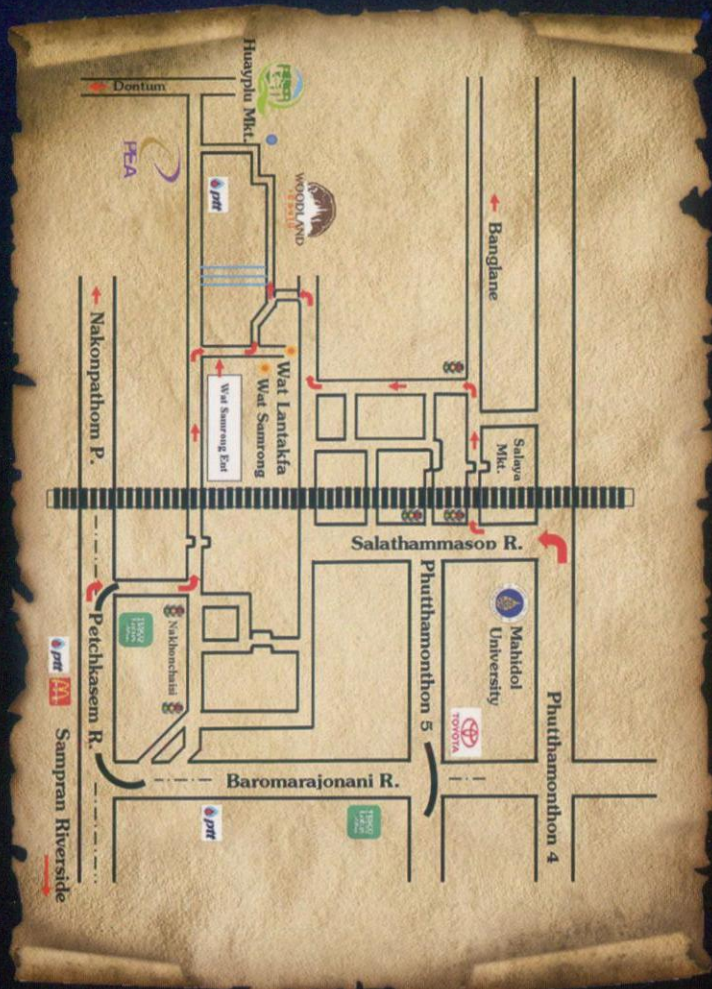 Huayplu Mkt.
Dontum
PEA
ptt
WOODLAND
Banglane
Nakonpathom P.
Wat Lantakfa
Wat Samrong
Wat Samrong Ent
Salaya
Mkt.
Salathammasop R.
Phutthamonthon 5
Mahidol
University
Phutthamonthon 4
TOYOTA
Nakhonchaisi
Petchkasem R.
ptt
Sampran Riverside
Baromarajonani R.
ptt